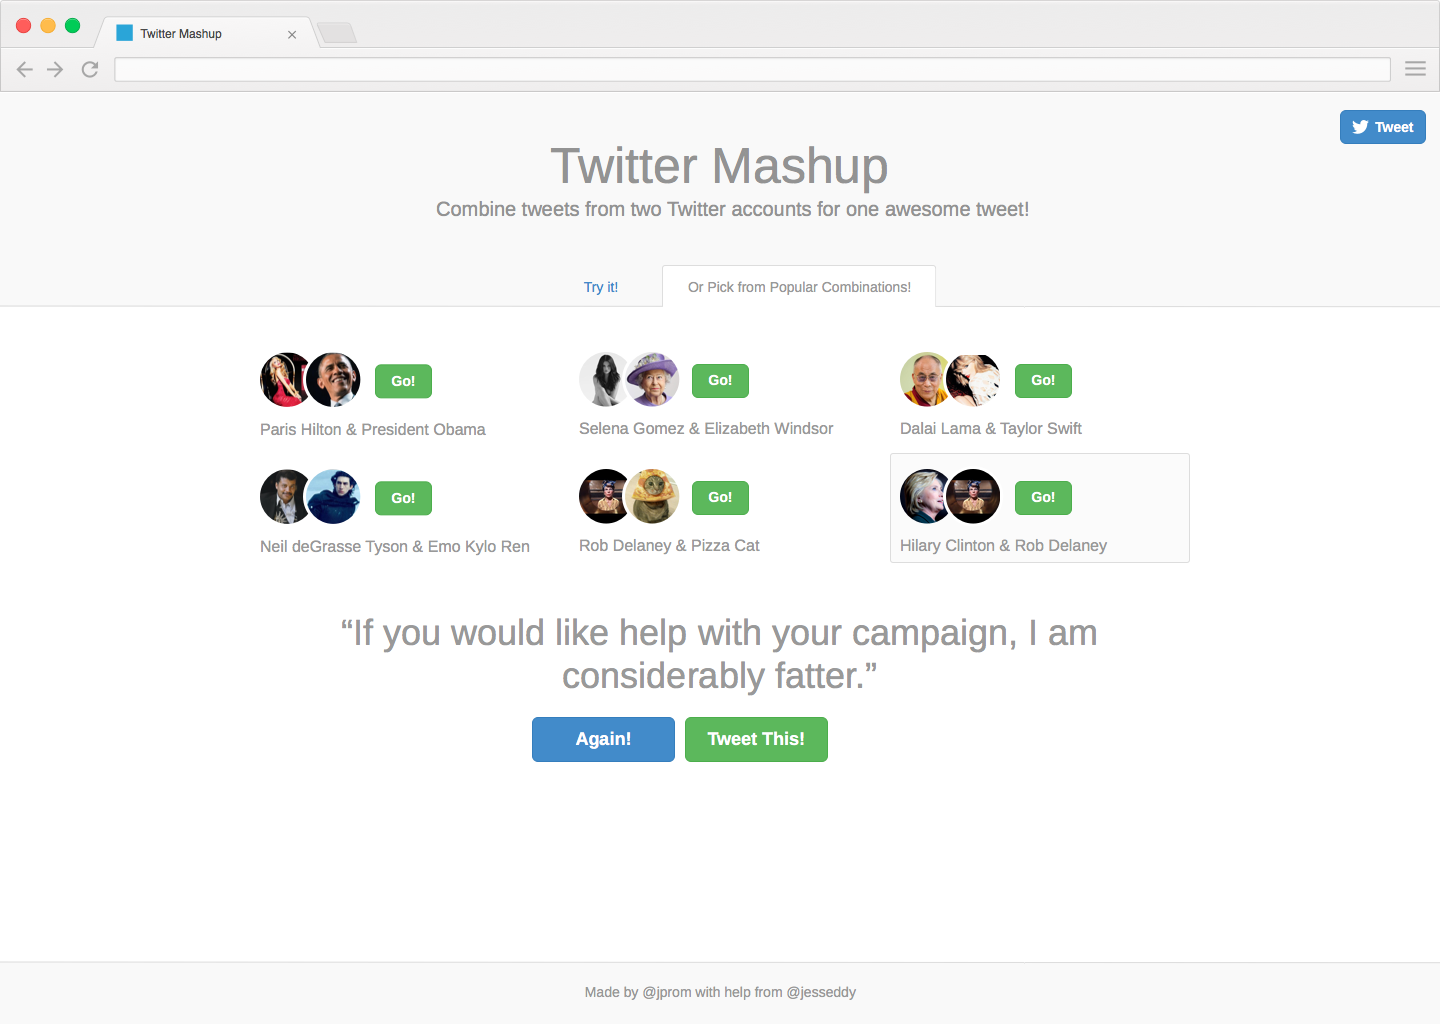 Twitter Mashup
Tweet
Twitter Mashup
Combine tweets from two Twitter accounts for one awesome tweet!
Try it!
Or Pick from Popular Combinations!
Go!
Go!
Go!
Paris Hilton & President Obama
Selena Gomez & Elizabeth Windsor
Dalai Lama & Taylor Swift
Go!
Go!
Go!
Neil deGrasse Tyson & Emo Kylo Ren
Rob Delaney & Pizza Cat
Hilary Clinton & Rob Delaney
“If you would like help with your campaign, I am
considerably fatter.”
Again!
Tweet This!
Made by @jprom with help from @jesseddy